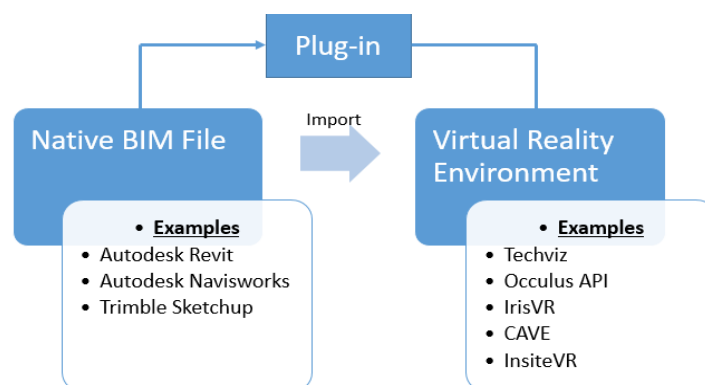 Plug-in
Import
Native BIM File
Virtual Reality
Environment
• Examples
• Autodesk Revit
• Autodesk Navisworks
• Trimble Sketchup
• Examples
• Techviz
• Occulus API
• IrisVR
• CAVE
• InsiteVR